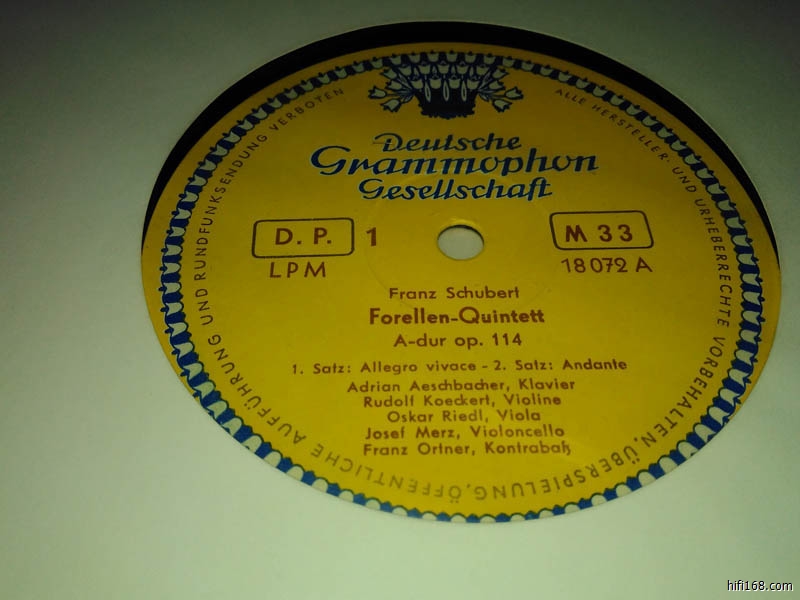 ALLE HERSTELLER- UND URHEBERRECHTE VORBEHALTEN, ÜBERSPIELUNG, ÖFFENTLICHE AUFFÜHRUNG UND RUNDFUNKSENDUNG VERBOTEN
Deutsche
Grammophon
Gesellschaft
D. P. 1 M 33
LPM 18 072 A
Franz Schubert
Forellen-Quintett
A-dur op. 114
1. Satz: Allegro vivace - 2. Satz: Andante
Adrian Aeschbacher, Klavier
Rudolf Koeckert, Violine
Oskar Riedl, Viola
Josef Merz, Violoncello
Franz Ortner, Kontrabaß
hifi168.com